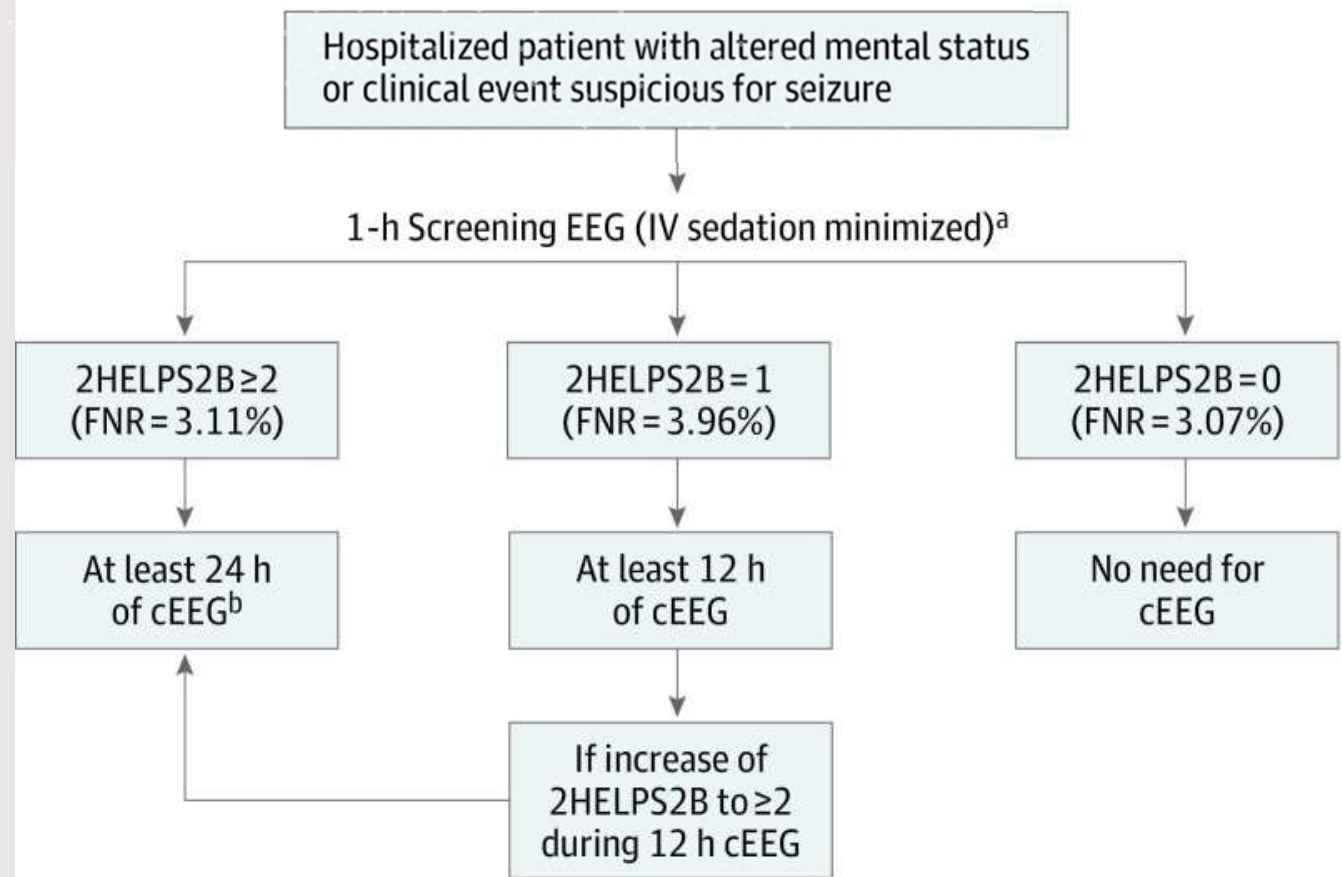 Hospitalized patient with altered mental status
or clinical event suspicious for seizure
1-h Screening EEG (IV sedation minimized)ᵃ
2HELPS2B ≥ 2
(FNR = 3.11%)
2HELPS2B = 1
(FNR = 3.96%)
2HELPS2B = 0
(FNR = 3.07%)
At least 24 h
of cEEGᵇ
At least 12 h
of cEEG
No need for
cEEG
If increase of
2HELPS2B to ≥2
during 12 h cEEG